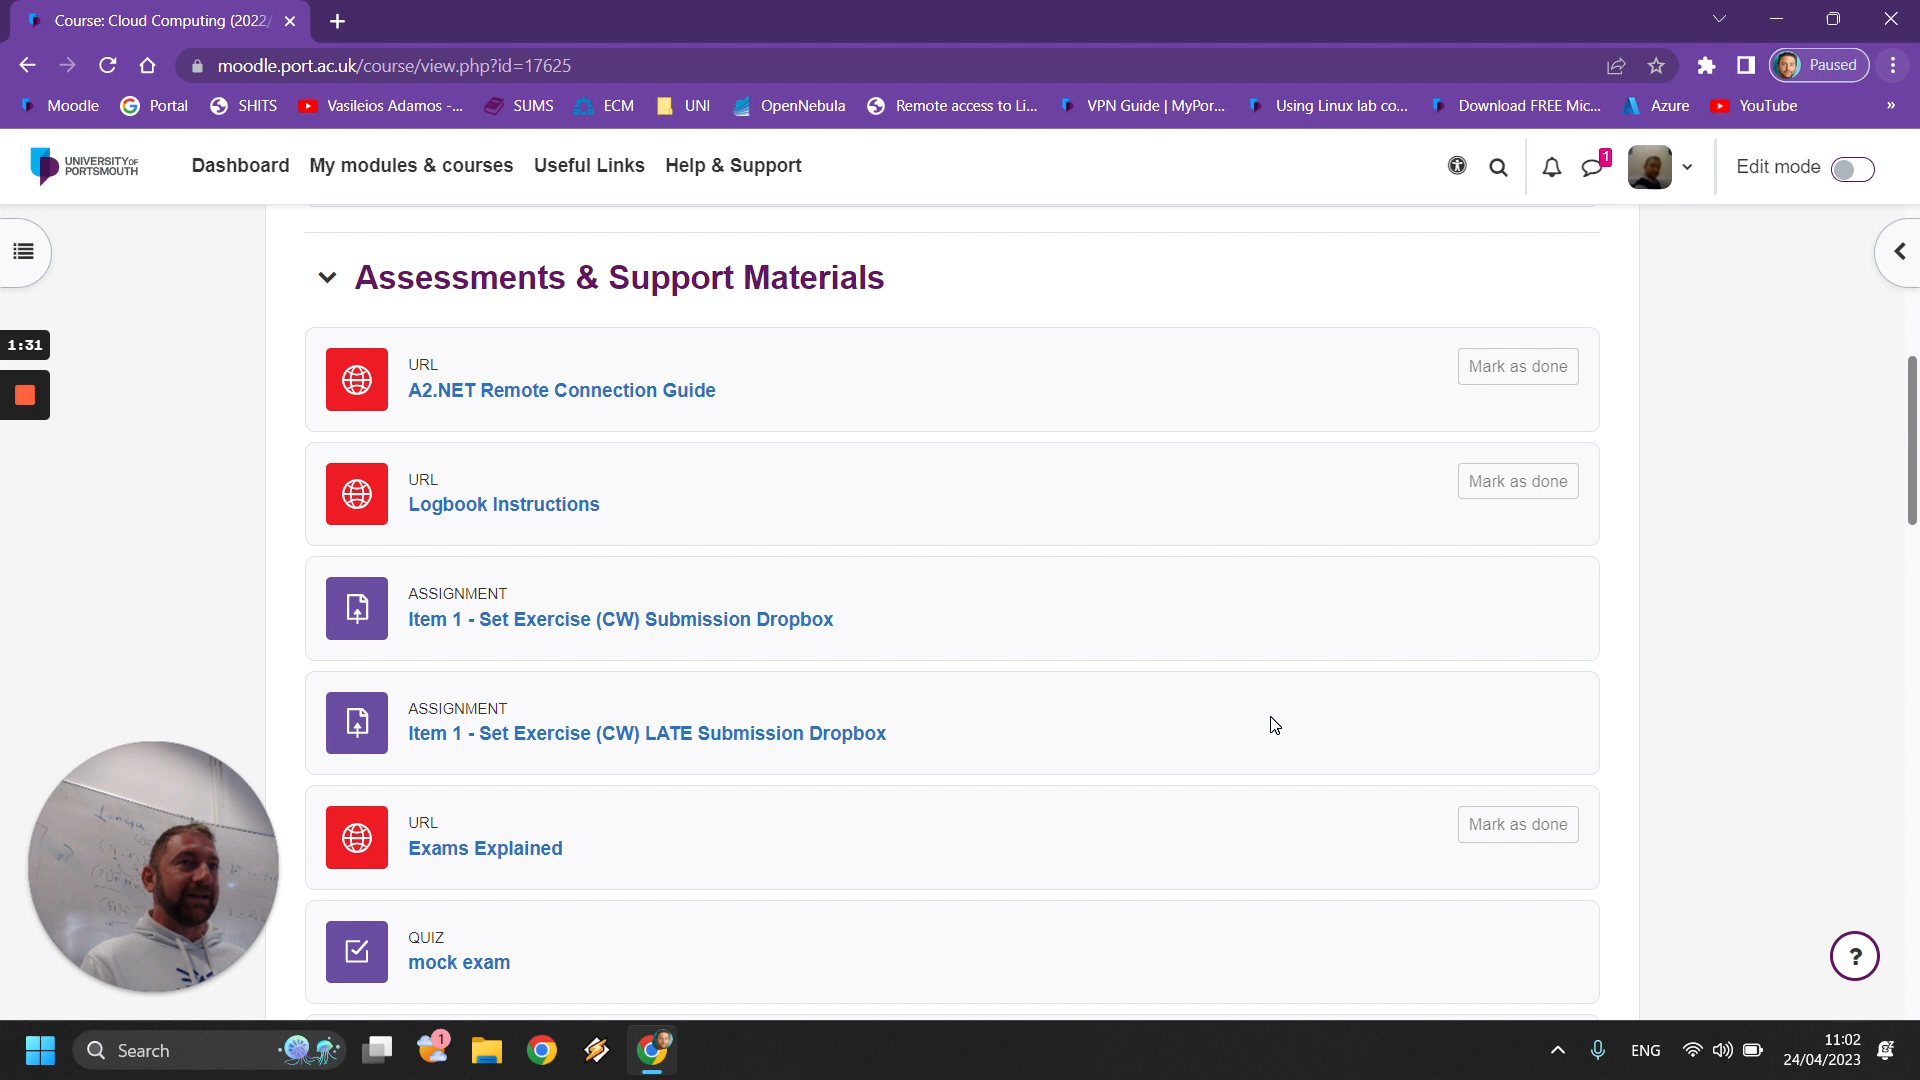 Course: Cloud Computing (2022/
moodle.port.ac.uk/course/view.php?id=17625
Paused
Moodle
Portal
SHITS
Vasileios Adamos -...
SUMS
ECM
UNI
OpenNebula
Remote access to Li...
VPN Guide | MyPor...
Using Linux lab co...
Download FREE Mic...
Azure
YouTube
»
UNIVERSITY OF
PORTSMOUTH
Dashboard
My modules & courses
Useful Links
Help & Support
1
Edit mode
Assessments & Support Materials
1:31
URL
A2.NET Remote Connection Guide
Mark as done
URL
Logbook Instructions
Mark as done
ASSIGNMENT
Item 1 - Set Exercise (CW) Submission Dropbox
ASSIGNMENT
Item 1 - Set Exercise (CW) LATE Submission Dropbox
URL
Exams Explained
Mark as done
QUIZ
mock exam
?
Search
1
ENG
11:02
24/04/2023